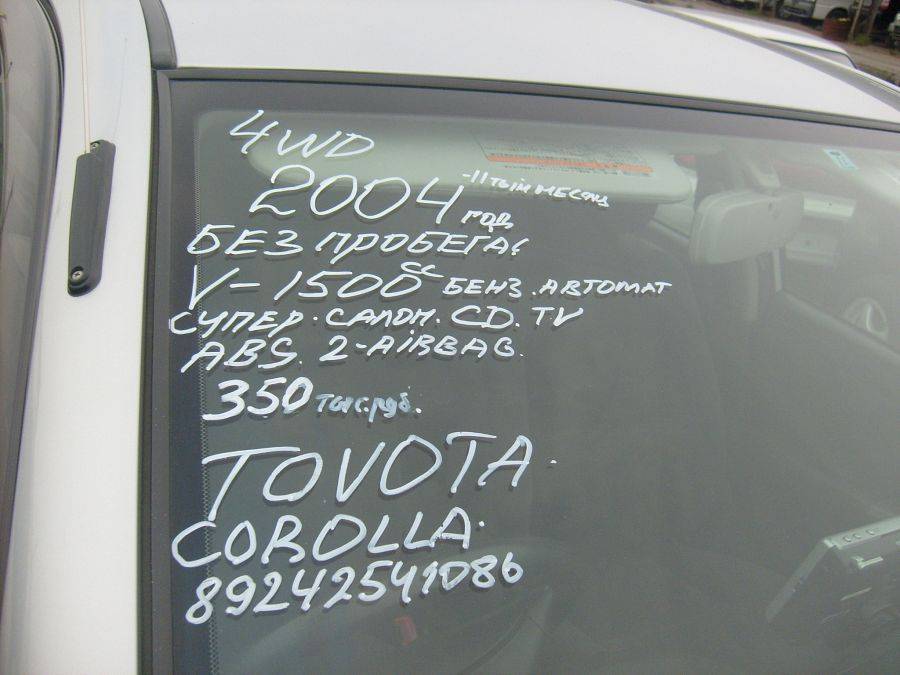 4WD
2004 год -11тый месяц
БЕЗ ПРОБЕГА!
V-1500cc БЕНЗ. АВТОМАТ
СУПЕР. САЛОН. CD. TV
ABS. 2-AiRBAG.
350 тыс.руб.
TOYOTA.
COROLLA.
89242541086